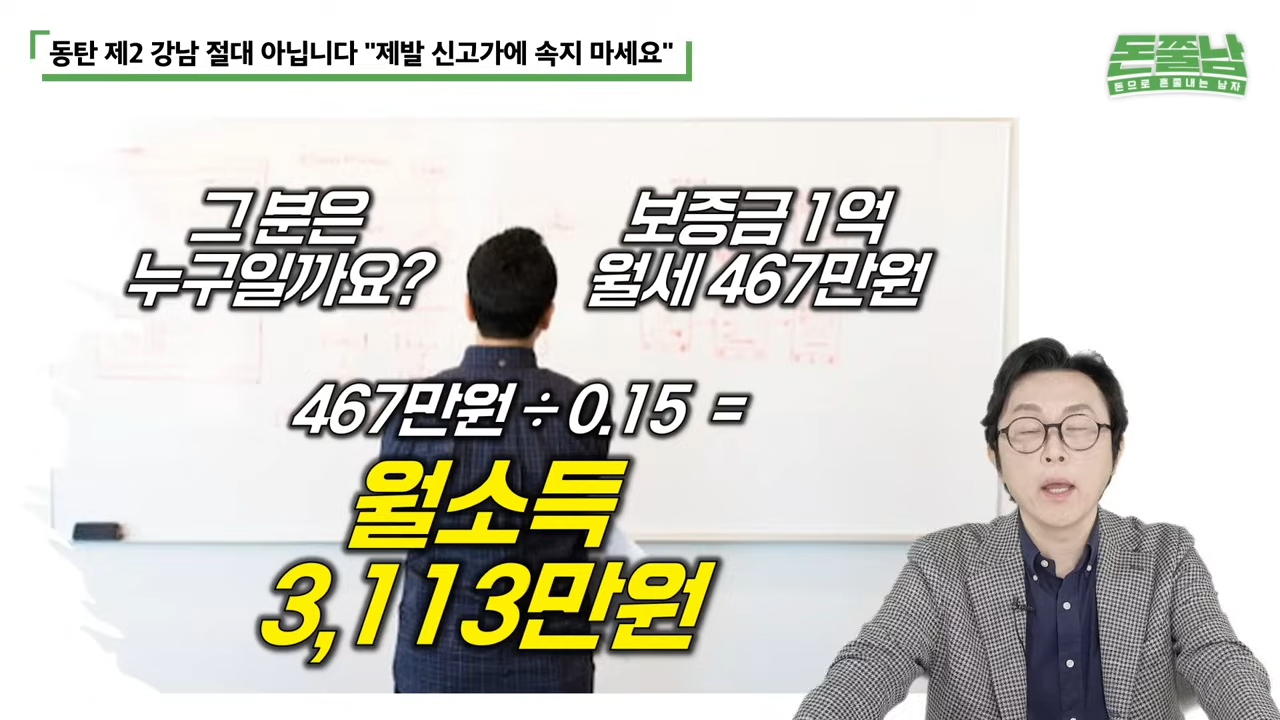 동탄 제2 강남 절대 아닙니다 "제발 신고가에 속지 마세요"
돈쭐남
돈으로 혼쭐내는 남자
그 분은
누구일까요?
보증금 1억
월세 467만원
467만원 ÷ 0.15 =
월소득
3,113만원